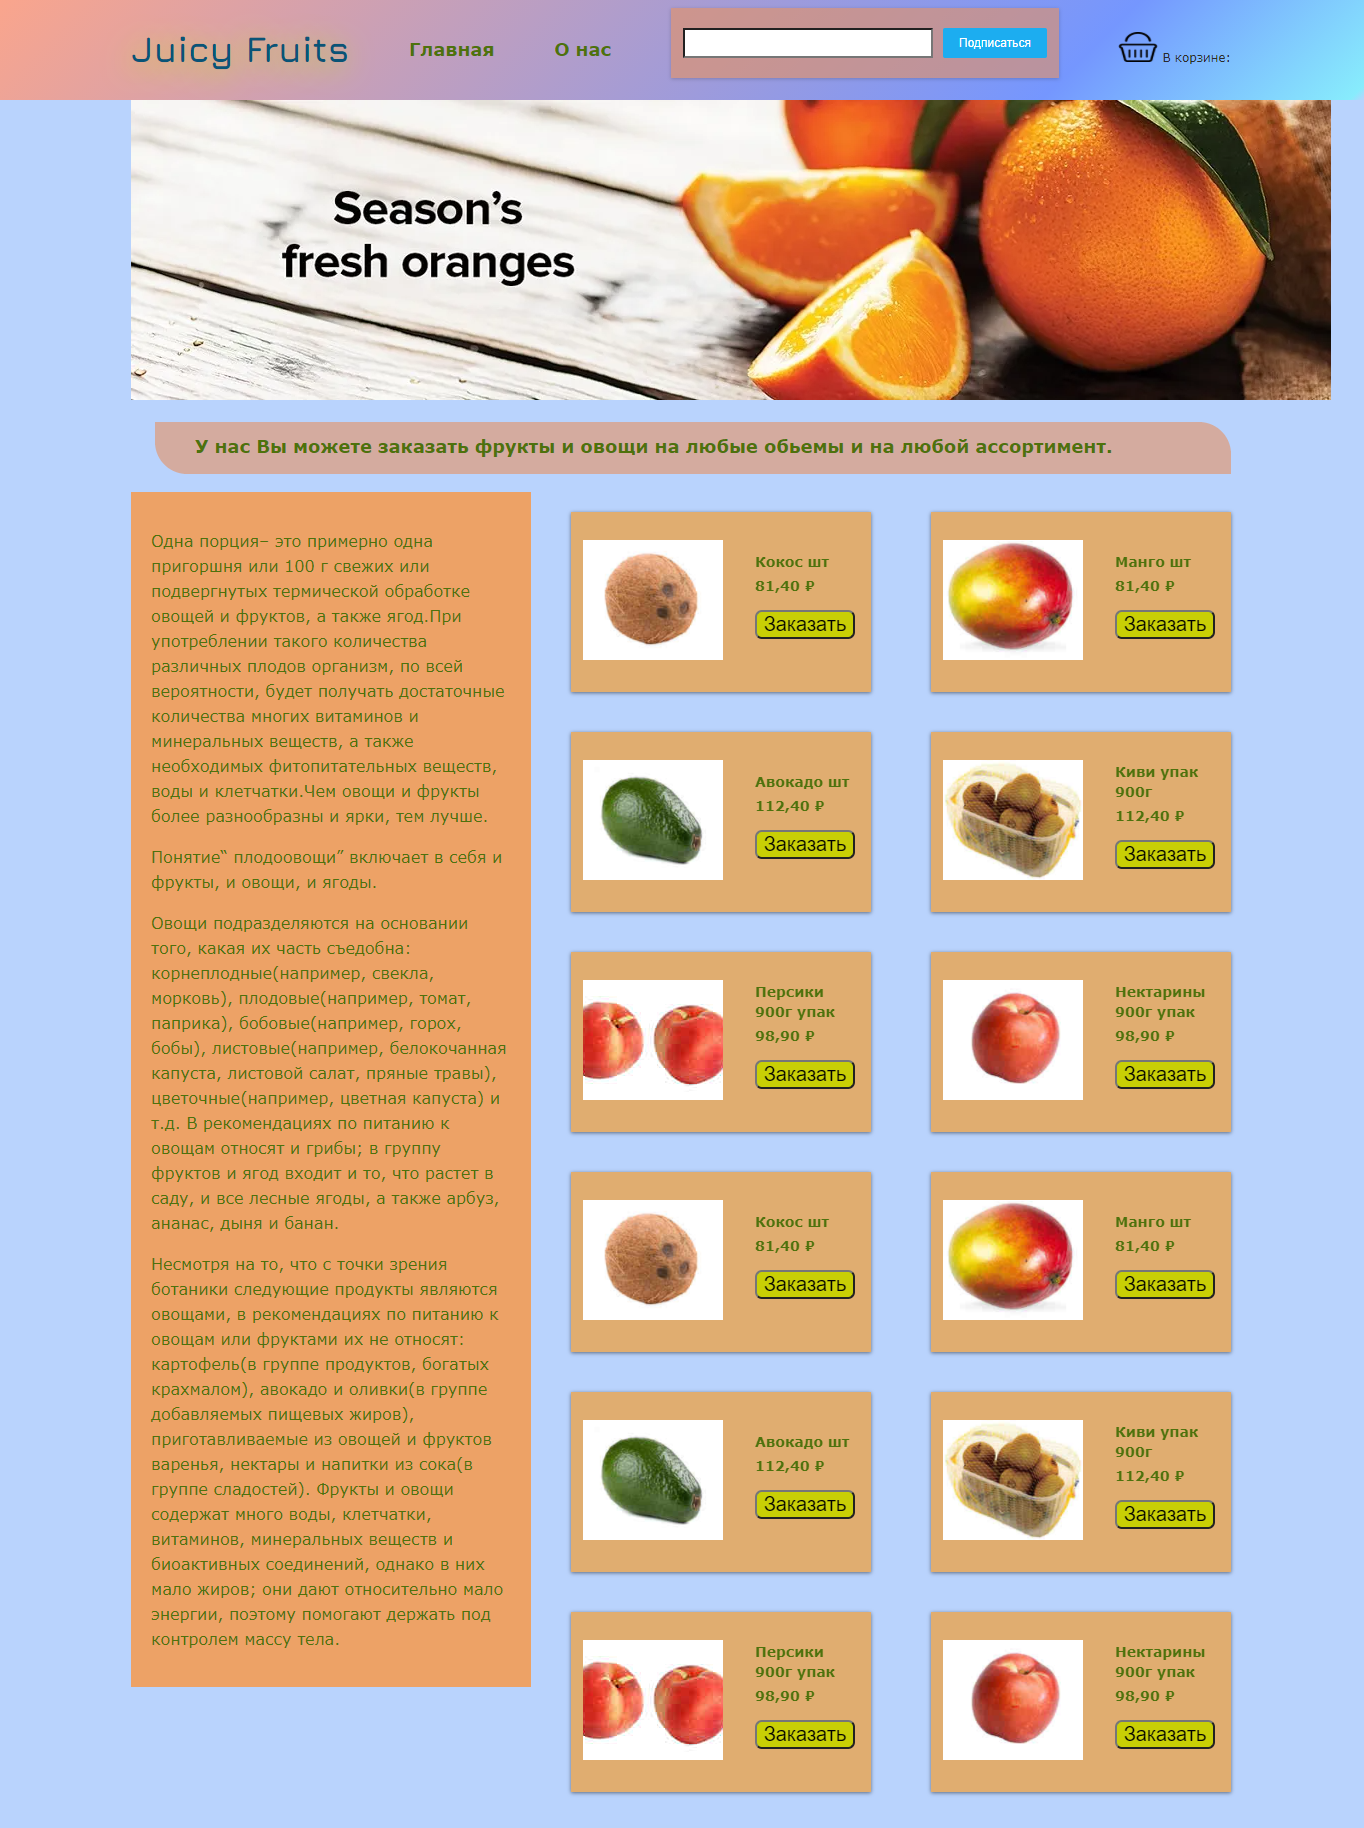 Juicy Fruits
Главная
О нас
Подписаться
В корзине:
Season's
fresh oranges
У нас Вы можете заказать фрукты и овощи на любые обьемы и на любой ассортимент.
Одна порция– это примерно одна
пригоршня или 100 г свежих или
подвергнутых термической обработке
овощей и фруктов, а также ягод.При
употреблении такого количества
различных плодов организм, по всей
вероятности, будет получать достаточные
количества многих витаминов и
минеральных веществ, а также
необходимых фитопитательных веществ,
воды и клетчатки.Чем овощи и фрукты
более разнообразны и ярки, тем лучше.
Понятие“ плодоовощи” включает в себя и
фрукты, и овощи, и ягоды.
Овощи подразделяются на основании
того, какая их часть съедобна:
корнеплодные(например, свекла,
морковь), плодовые(например, томат,
паприка), бобовые(например, горох,
бобы), листовые(например, белокочанная
капуста, листовой салат, пряные травы),
цветочные(например, цветная капуста) и
т.д. В рекомендациях по питанию к
овощам относят и грибы; в группу
фруктов и ягод входит и то, что растет в
саду, и все лесные ягоды, а также арбуз,
ананас, дыня и банан.
Несмотря на то, что с точки зрения
ботаники следующие продукты являются
овощами, в рекомендациях по питанию к
овощам или фруктами их не относят:
картофель(в группе продуктов, богатых
крахмалом), авокадо и оливки(в группе
добавляемых пищевых жиров),
приготавливаемые из овощей и фруктов
варенья, нектары и напитки из сока(в
группе сладостей). Фрукты и овощи
содержат много воды, клетчатки,
витаминов, минеральных веществ и
биоактивных соединений, однако в них
мало жиров; они дают относительно мало
энергии, поэтому помогают держать под
контролем массу тела.
Кокос шт
81,40 ₽
Заказать
Манго шт
81,40 ₽
Заказать
Авокадо шт
112,40 ₽
Заказать
Киви упак
900г
112,40 ₽
Заказать
Персики
900г упак
98,90 ₽
Заказать
Нектарины
900г упак
98,90 ₽
Заказать
Кокос шт
81,40 ₽
Заказать
Манго шт
81,40 ₽
Заказать
Авокадо шт
112,40 ₽
Заказать
Киви упак
900г
112,40 ₽
Заказать
Персики
900г упак
98,90 ₽
Заказать
Нектарины
900г упак
98,90 ₽
Заказать